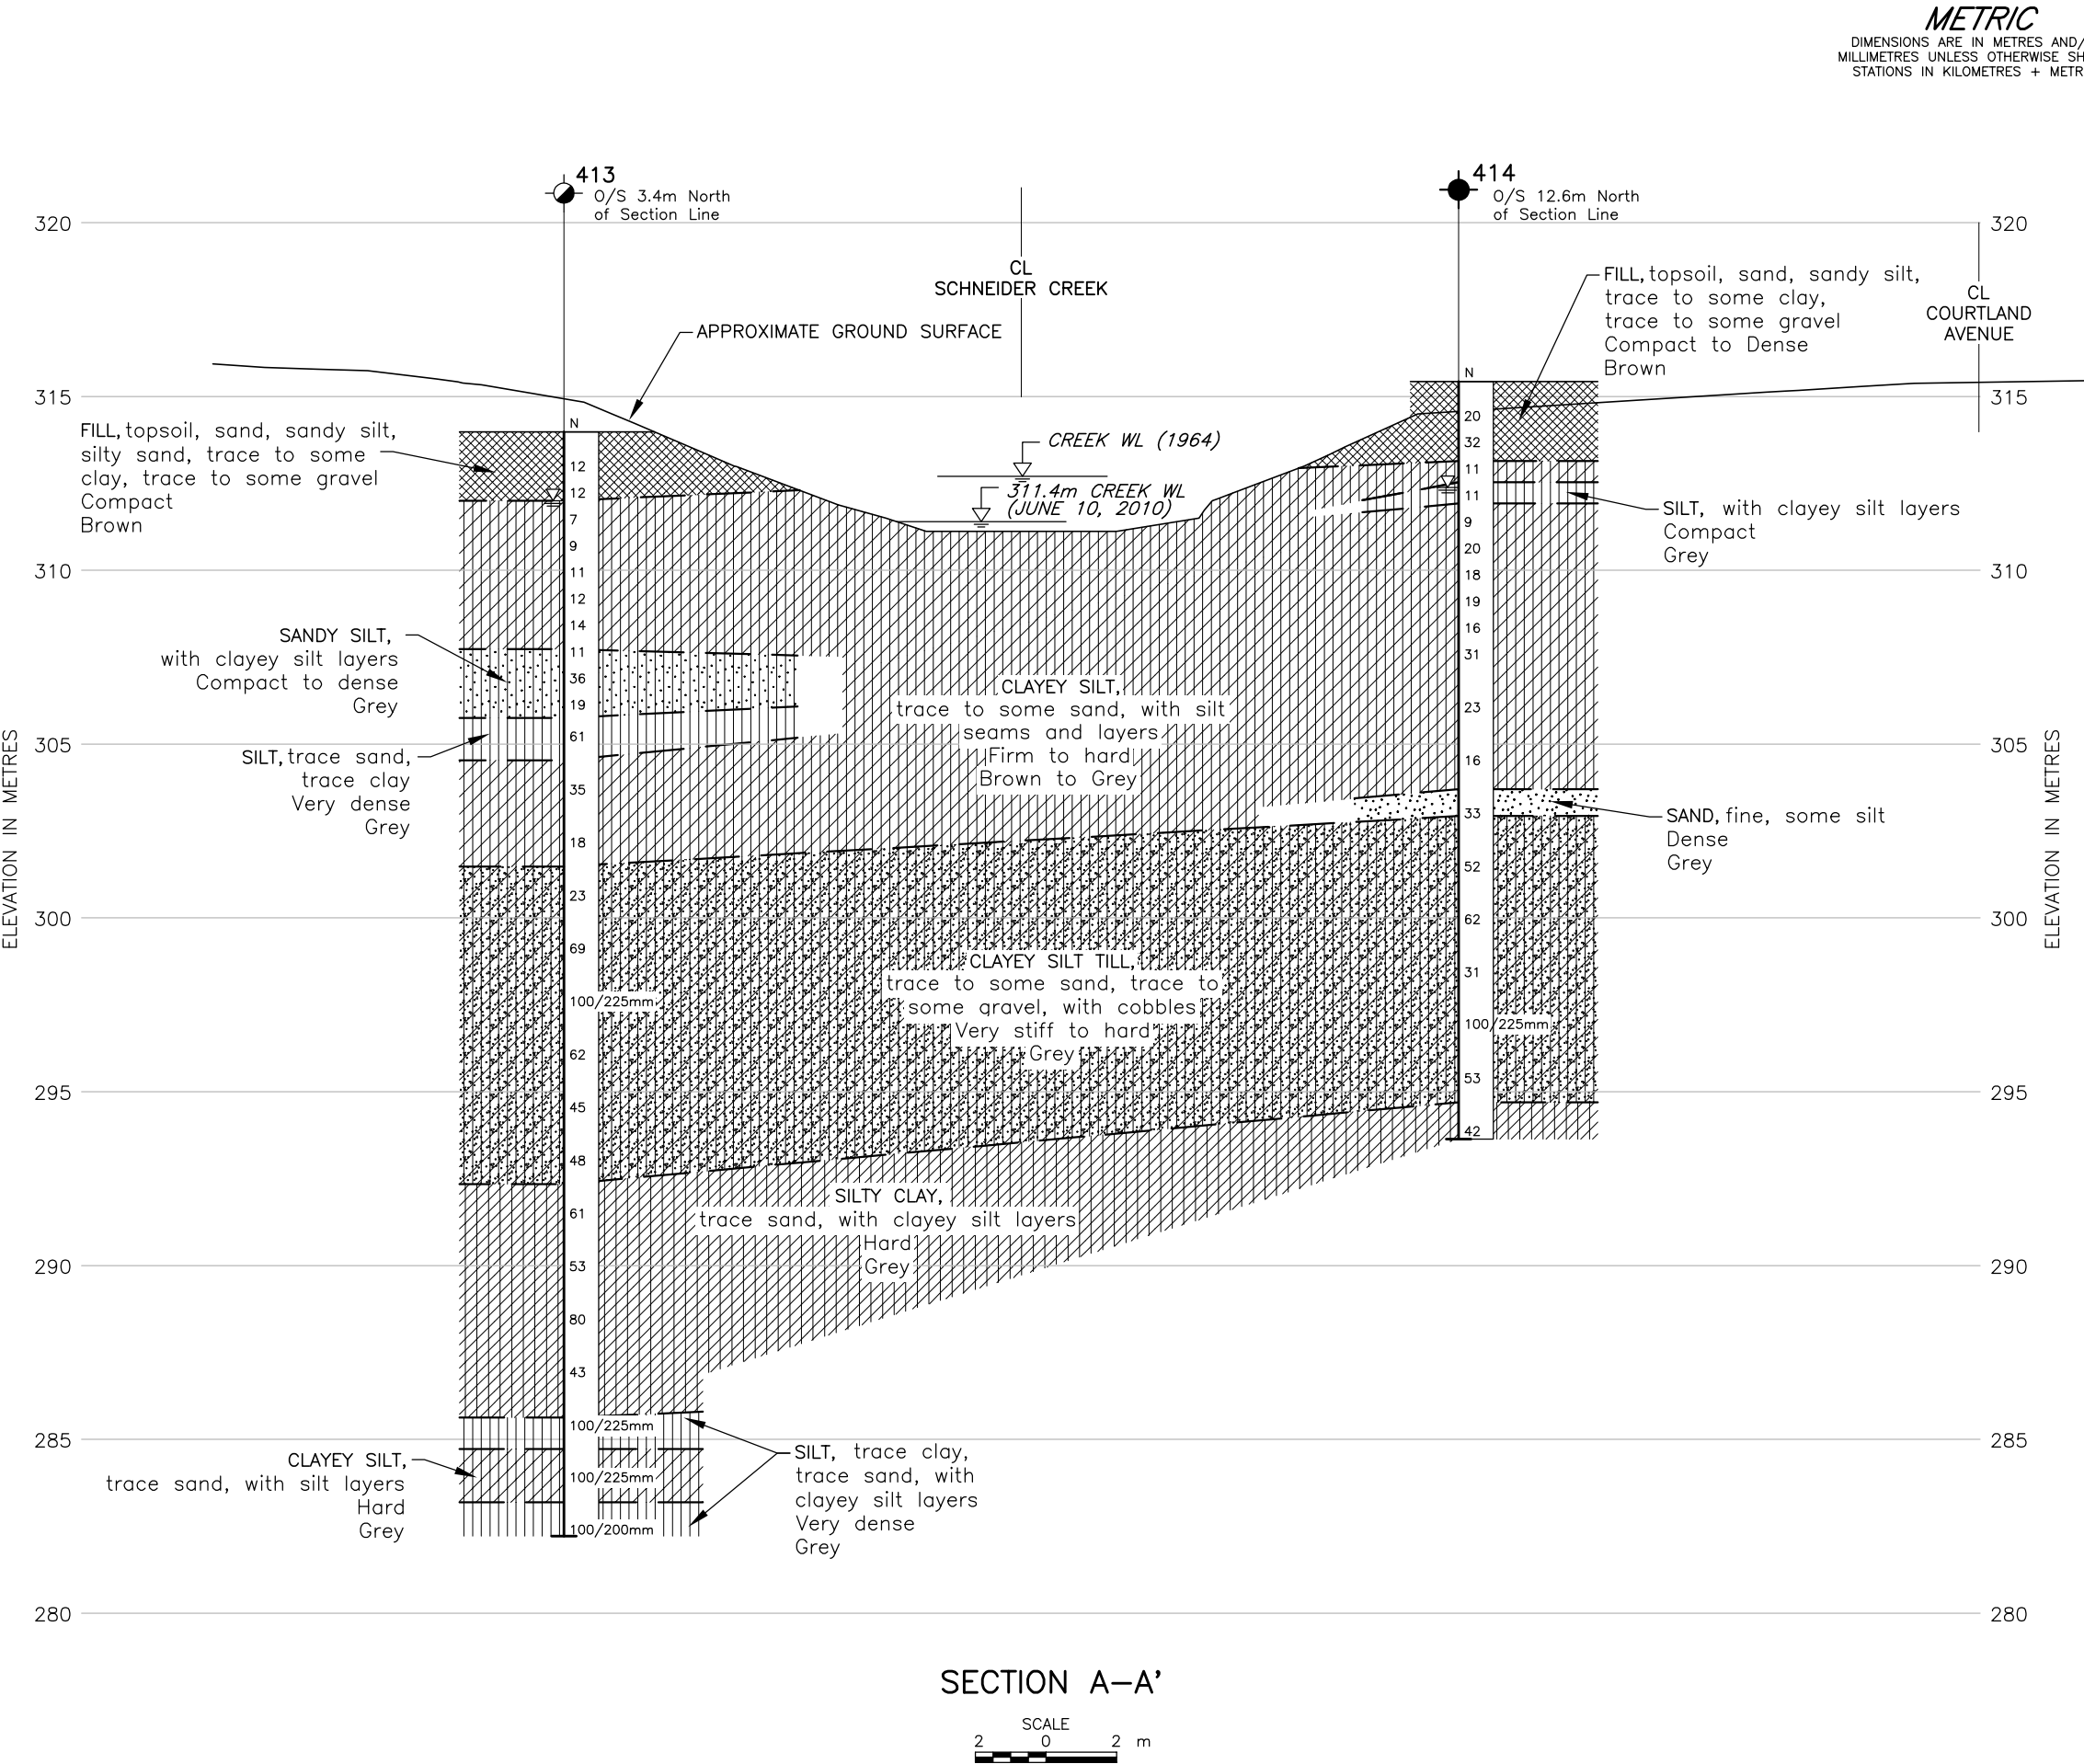 METRIC
DIMENSIONS ARE IN METRES AND/
MILLIMETRES UNLESS OTHERWISE SH
STATIONS IN KILOMETRES + METR
413
O/S 3.4m North
of Section Line
414
O/S 12.6m North
of Section Line
320
320
CL
SCHNEIDER CREEK
FILL, topsoil, sand, sandy silt,
trace to some clay,
trace to some gravel
Compact to Dense
Brown
CL
COURTLAND
AVENUE
APPROXIMATE GROUND SURFACE
315
315
FILL, topsoil, sand, sandy silt,
silty sand, trace to some
clay, trace to some gravel
Compact
Brown
CREEK WL (1964)
311.4m CREEK WL
(JUNE 10, 2010)
SILT, with clayey silt layers
Compact
Grey
310
310
SANDY SILT,
with clayey silt layers
Compact to dense
Grey
SILT, trace sand,
trace clay
Very dense
Grey
CLAYEY SILT,
trace to some sand, with silt
seams and layers
Firm to hard
Brown to Grey
305
305
SAND, fine, some silt
Dense
Grey
ELEVATION IN METRES
ELEVATION IN METRES
300
300
CLAYEY SILT TILL,
trace to some sand, trace to
some gravel, with cobbles
Very stiff to hard
Grey
295
295
SILTY CLAY,
trace sand, with clayey silt layers
Hard
Grey
290
290
285
285
CLAYEY SILT,
trace sand, with silt layers
Hard
Grey
SILT, trace clay,
trace sand, with
clayey silt layers
Very dense
Grey
280
280
N
12
12
7
9
11
12
14
11
36
19
61
35
18
23
69
100/225mm
62
45
48
61
53
80
43
100/225mm
100/225mm
100/200mm
N
20
32
11
11
9
20
18
19
16
31
23
16
33
52
62
31
100/225mm
53
42
SECTION A-A'
SCALE
2 0 2 m